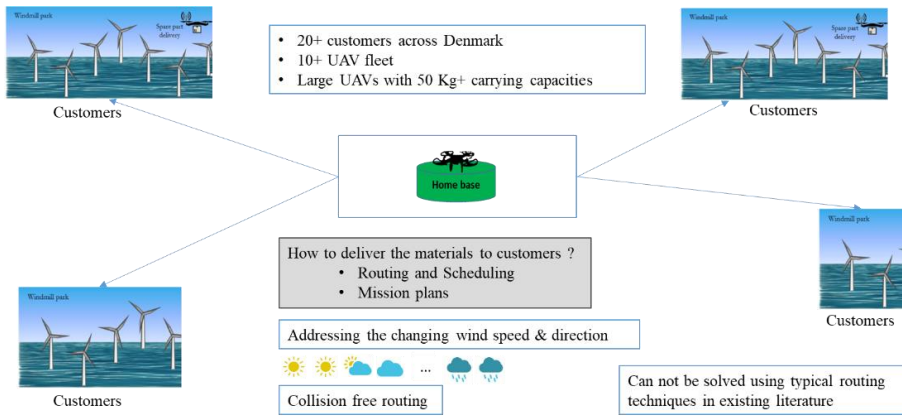 Windmill park
Spare part
delivery
Customers
• 20+ customers across Denmark
• 10+ UAV fleet
• Large UAVs with 50 Kg+ carrying capacities
Windmill park
Spare part
delivery
Customers
Home base
How to deliver the materials to customers ?
• Routing and Scheduling
• Mission plans
Windmill park
Customers
Windmill park
Customers
Addressing the changing wind speed & direction
...
Collision free routing
Can not be solved using typical routing
techniques in existing literature